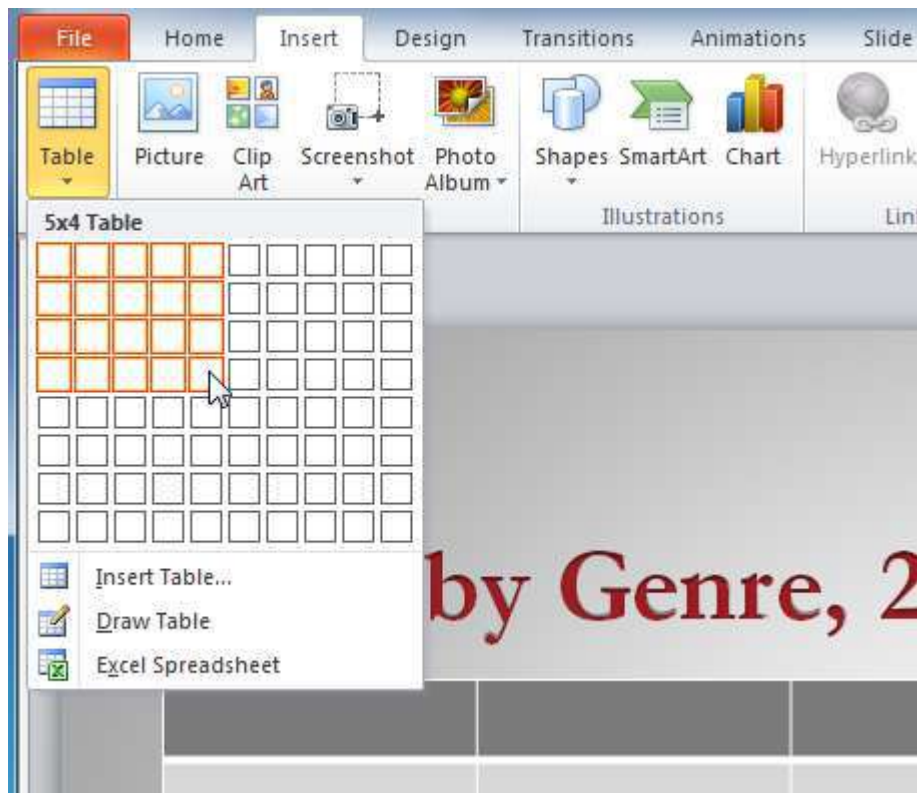 File Home Insert Design Transitions Animations Slide
Table Picture Clip Art Screenshot Photo Album Shapes SmartArt Chart Hyperlink
Illustrations Lin
5x4 Table
Insert Table...
Draw Table
Excel Spreadsheet
by Genre, 2